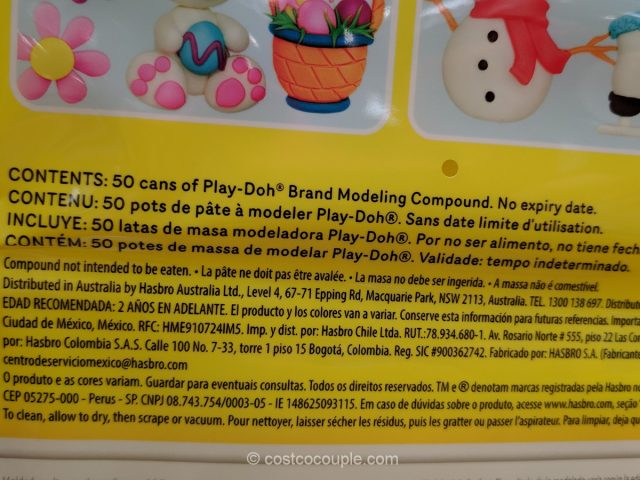 CONTENTS: 50 cans of Play-Doh® Brand Modeling Compound. No expiry date.
CONTENU: 50 pots de pâte à modeler Play-Doh®. Sans date limite d'utilisation.
INCLUYE: 50 latas de masa modeladora Play-Doh®. Por no ser alimento, no tiene fech
CONTÉM: 50 potes de massa de modelar Play-Doh®. Validade: tempo indeterminado.
Compound not intended to be eaten. • La pâte ne doit pas être avalée. • La masa no debe ser ingerida. • A massa não é comestível.
Distributed in Australia by Hasbro Australia Ltd., Level 4, 67-71 Epping Rd, Macquarie Park, NSW 2113, Australia. TEL. 1300 138 697. Distribuid
EDAD RECOMENDADA: 2 AÑOS EN ADELANTE. El producto y los colores van a variar. Conserve esta información para futuras referencias. Importa
Ciudad de México, México. RFC: HME910724IM5. Imp. y dist. por: Hasbro Chile Ltda. RUT.:78.934.680-1. Av. Rosario Norte # 555, piso 22 Las Con
por: Hasbro Colombia S.A.S. Calle 100 No. 7-33, torre 1 piso 15 Bogotá, Colombia. Reg. SIC #900362742. Fabricado por: HASBRO S.A. (Fabricante
centrodeserviciomexico@hasbro.com
O produto e as cores variam. Guardar para eventuais consultas. Todos os direitos reservados. TM e ® denotam marcas registradas pela Hasbro no
CEP 05275-000 - Perus - SP. CNPJ 08.743.754/0003-05 - IE 148625093115. Em caso de dúvidas sobre o produto, acesse www.hasbro.com, seção
To clean, allow to dry, then scrape or vacuum. Pour nettoyer, laisser sécher les résidus, puis les gratter ou passer l'aspirateur. Para limpiar, deja qu
© costcocouple.com